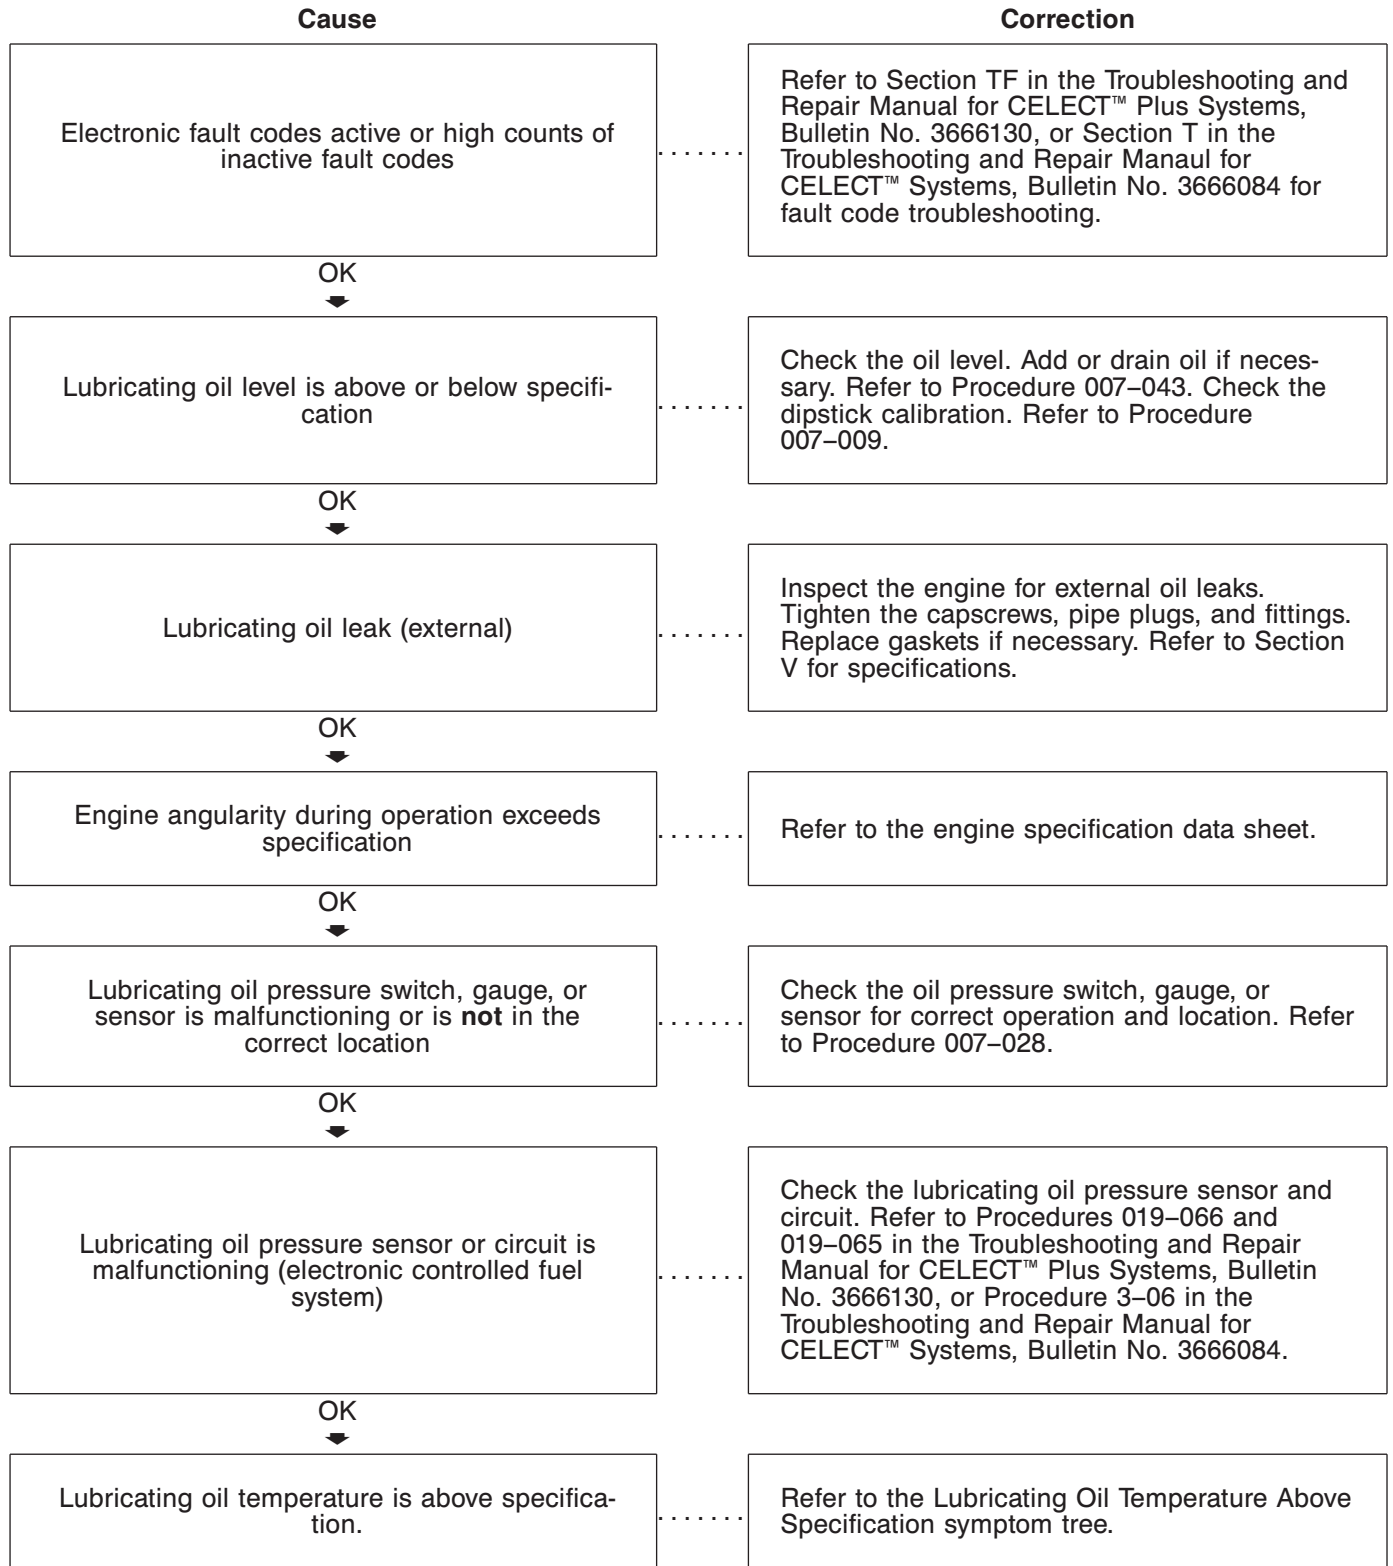 Cause
Correction
Electronic fault codes active or high counts of
inactive fault codes
.......
Refer to Section TF in the Troubleshooting and
Repair Manual for CELECT™ Plus Systems,
Bulletin No. 3666130, or Section T in the
Troubleshooting and Repair Manaul for
CELECT™ Systems, Bulletin No. 3666084 for
fault code troubleshooting.
OK
Lubricating oil level is above or below specifi-
cation
.......
Check the oil level. Add or drain oil if neces-
sary. Refer to Procedure 007–043. Check the
dipstick calibration. Refer to Procedure
007–009.
OK
Lubricating oil leak (external)
.......
Inspect the engine for external oil leaks.
Tighten the capscrews, pipe plugs, and fittings.
Replace gaskets if necessary. Refer to Section
V for specifications.
OK
Engine angularity during operation exceeds
specification
.......
Refer to the engine specification data sheet.
OK
Lubricating oil pressure switch, gauge, or
sensor is malfunctioning or is not in the
correct location
.......
Check the oil pressure switch, gauge, or
sensor for correct operation and location. Refer
to Procedure 007–028.
OK
Lubricating oil pressure sensor or circuit is
malfunctioning (electronic controlled fuel
system)
.......
Check the lubricating oil pressure sensor and
circuit. Refer to Procedures 019–066 and
019–065 in the Troubleshooting and Repair
Manual for CELECT™ Plus Systems, Bulletin
No. 3666130, or Procedure 3–06 in the
Troubleshooting and Repair Manual for
CELECT™ Systems, Bulletin No. 3666084.
OK
Lubricating oil temperature is above specifica-
tion.
.......
Refer to the Lubricating Oil Temperature Above
Specification symptom tree.